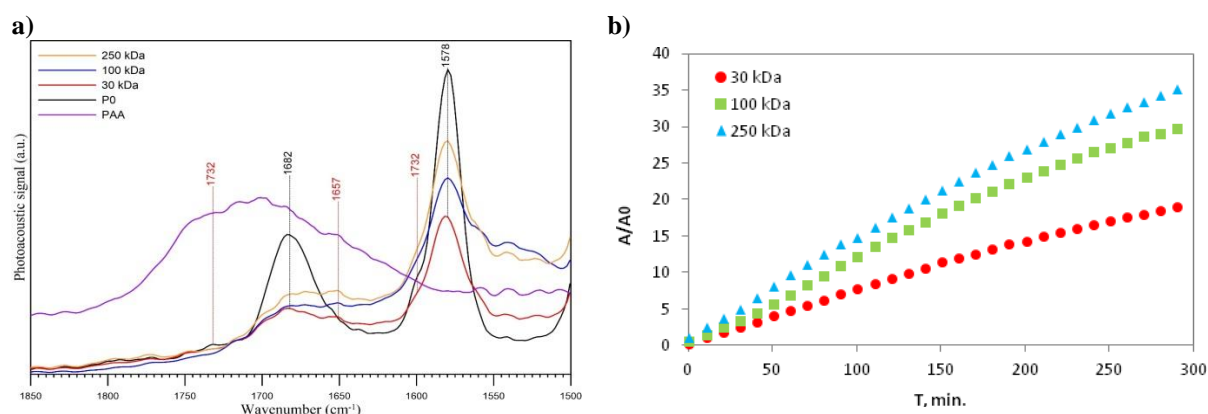 a)
250 kDa
100 kDa
30 kDa
P0
PAA
1732
1682
1657
1732
1578
Photoacoustic signal (a.u.)
1850 1800 1750 1700 1650 1600 1550 1500
Wavenumber (cm-1)
b)
40
35
30
25
20
15
10
5
0
A/A0
30 kDa
100 kDa
250 kDa
0 50 100 150 200 250 300
T, min.